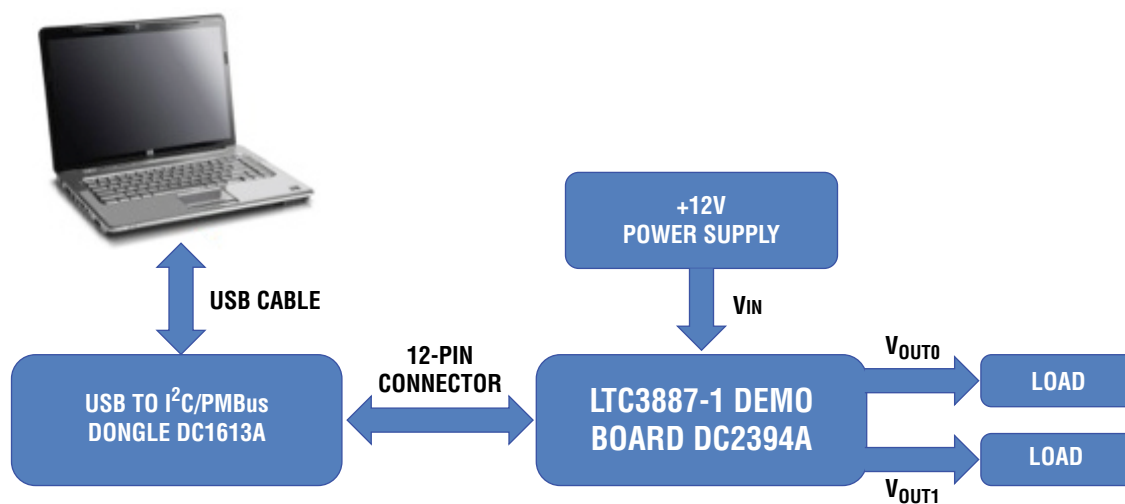 +12V
POWER SUPPLY
USB CABLE
VIN
12-PIN
CONNECTOR
USB TO I²C/PMBus
DONGLE DC1613A
LTC3887-1 DEMO
BOARD DC2394A
VOUT0
LOAD
LOAD
VOUT1